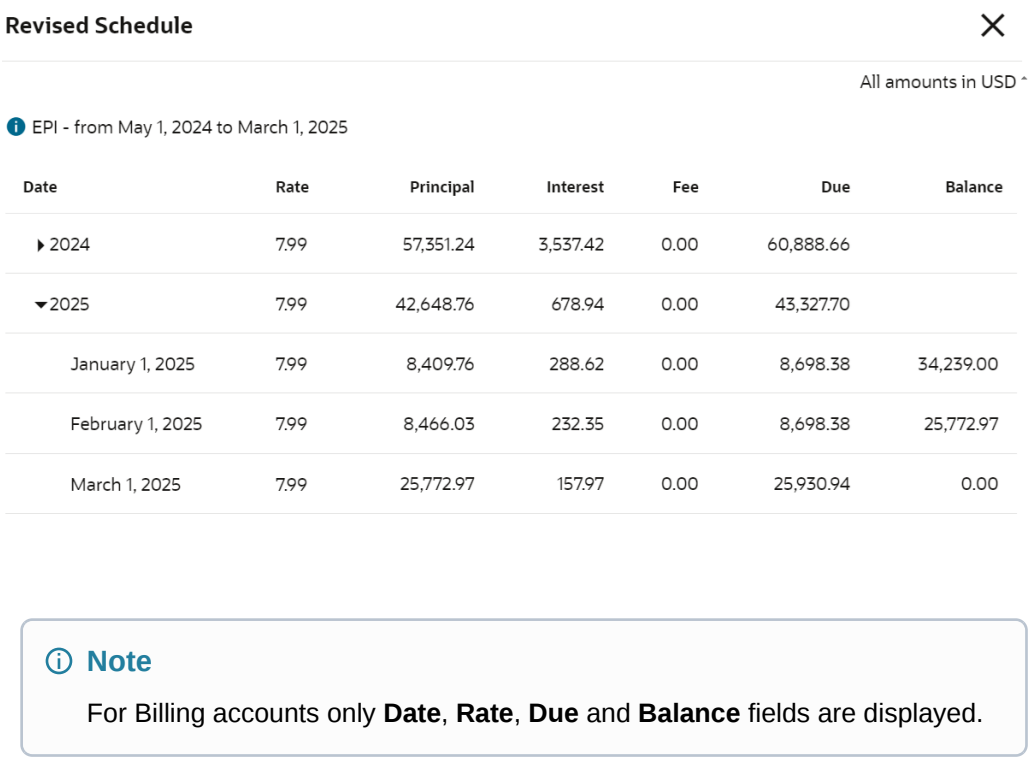 Revised Schedule
All amounts in USD
EPI - from May 1, 2024 to March 1, 2025
Date Rate Principal Interest Fee Due Balance
2024 7.99 57,351.24 3,537.42 0.00 60,888.66
2025 7.99 42,648.76 678.94 0.00 43,327.70
January 1, 2025 7.99 8,409.76 288.62 0.00 8,698.38 34,239.00
February 1, 2025 7.99 8,466.03 232.35 0.00 8,698.38 25,772.97
March 1, 2025 7.99 25,772.97 157.97 0.00 25,930.94 0.00
Note
For Billing accounts only Date, Rate, Due and Balance fields are displayed.